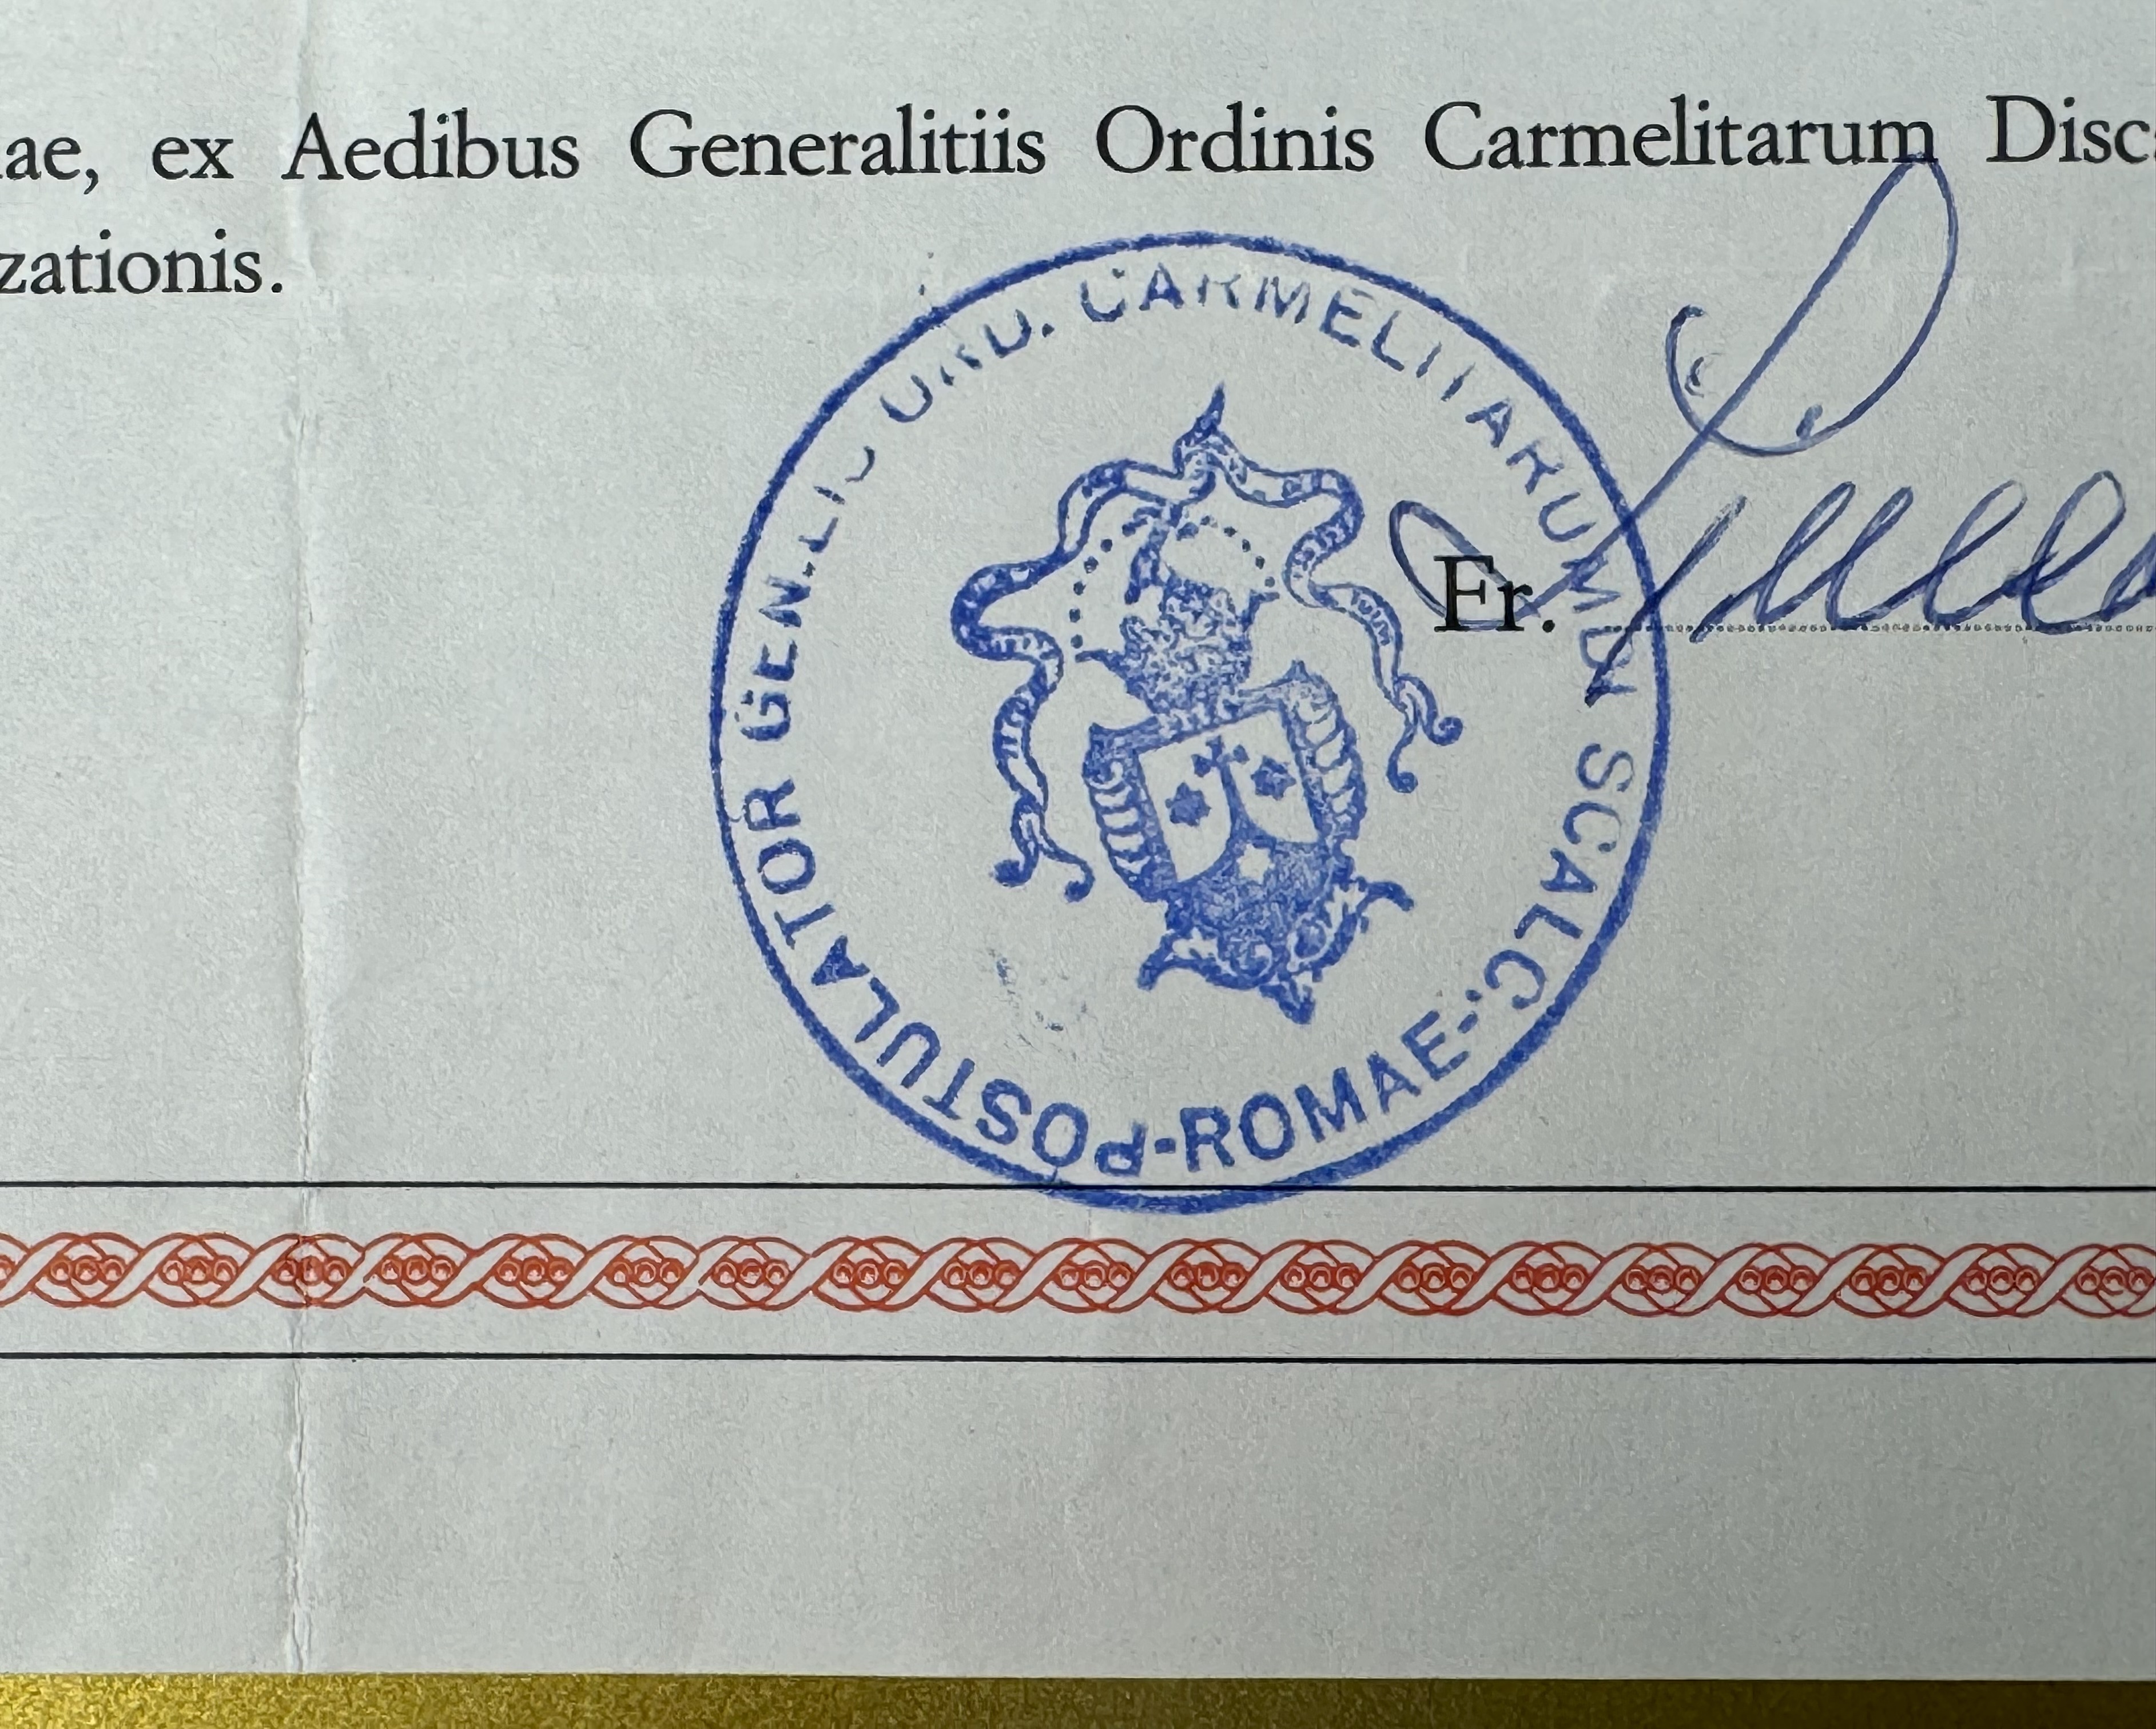 ae, ex Aedibus Generalitiis Ordinis Carmelitarum Disc
zationis.
POSTULATOR GEN.LIS ORD. CARMELITARUM SCALC.
-ROMAE-
Fr.